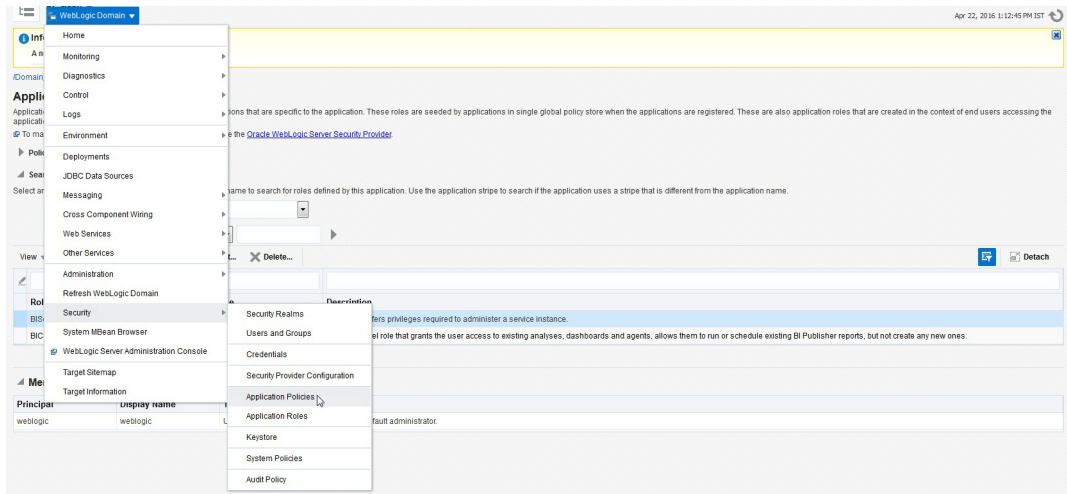 WebLogic Domain
Apr 22, 2016 1:12:45 PM IST
Home
Monitoring
Diagnostics
Control
Logs
Environment
Deployments
JDBC Data Sources
Messaging
Cross Component Wiring
Web Services
Other Services
Administration
Refresh WebLogic Domain
Security
System MBean Browser
WebLogic Server Administration Console
Target Sitemap
Target Information
Security Realms
Users and Groups
Credentials
Security Provider Configuration
Application Policies
Application Roles
Keystore
System Policies
Audit Policy
that are specific to the application. These roles are seeded by applications in single global policy store when the applications are registered. These are also application roles that are created in the context of end users accessing the
To
the Oracle WebLogic Server Security Provider.
Select
to search for roles defined by this application. Use the application stripe to search if the application uses a stripe that is different from the application name.
View
Delete...
Detach
Description
privileges required to administer a service instance.
role that grants the user access to existing analyses, dashboards and agents, allows them to run or schedule existing BI Publisher reports, but not create any new ones.
Principal Display Name
weblogic weblogic
administrator.